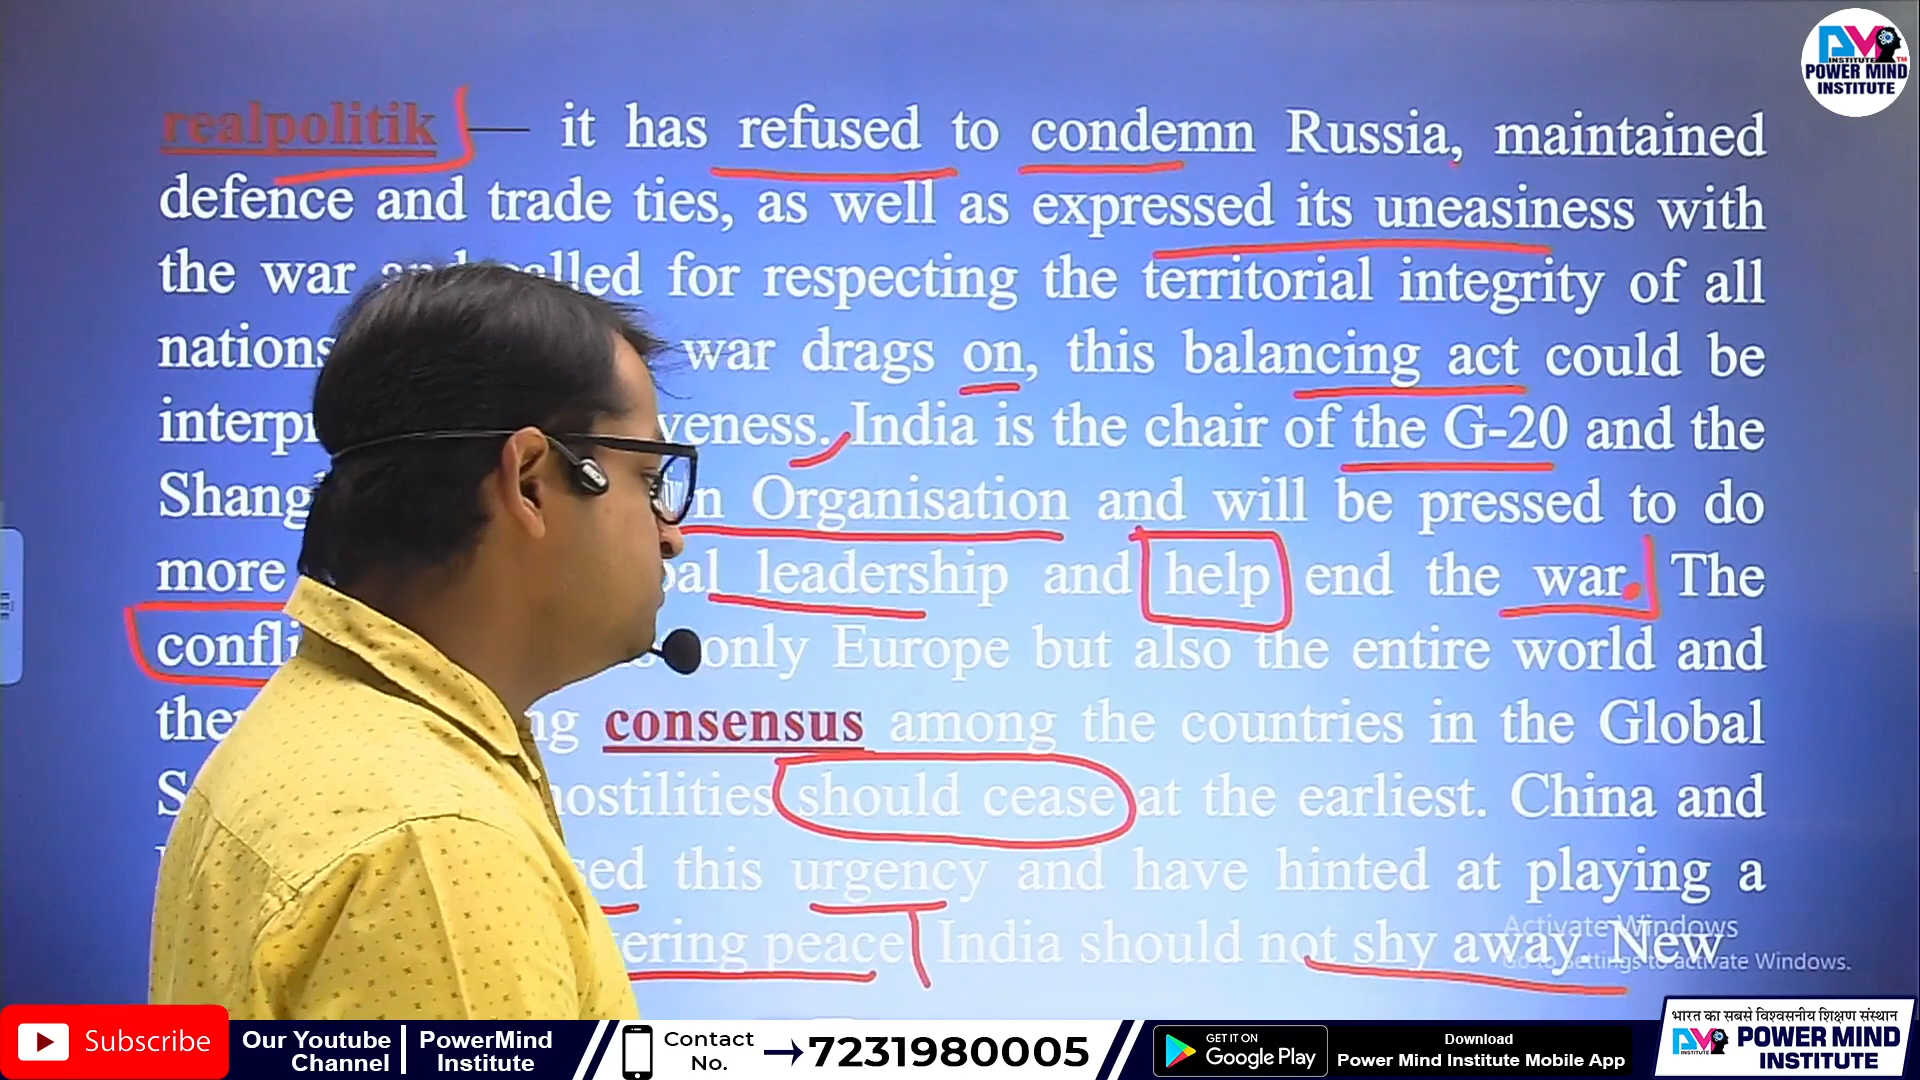 INSTITUTE TM
POWER MIND
INSTITUTE
realpolitik — it has refused to condemn Russia, maintained
defence and trade ties, as well as expressed its uneasiness with
the war and called for respecting the territorial integrity of all
nations war drags on, this balancing act could be
India is the chair of the G-20 and the
Organisation and will be pressed to do
more leadership and help end the war. The
only Europe but also the entire world and
consensus among the countries in the Global
hostilities should cease at the earliest. China and
this urgency and have hinted at playing a
peace. India should not shy away. New
Activate Windows
Go to Settings to activate Windows.
Subscribe
Our Youtube Channel
PowerMind Institute
Contact No.
7231980005
GET IT ON
Google Play
Download
Power Mind Institute Mobile App
भारत का सबसे विश्वसनीय शिक्षण संस्थान
INSTITUTE
POWER MIND
INSTITUTE